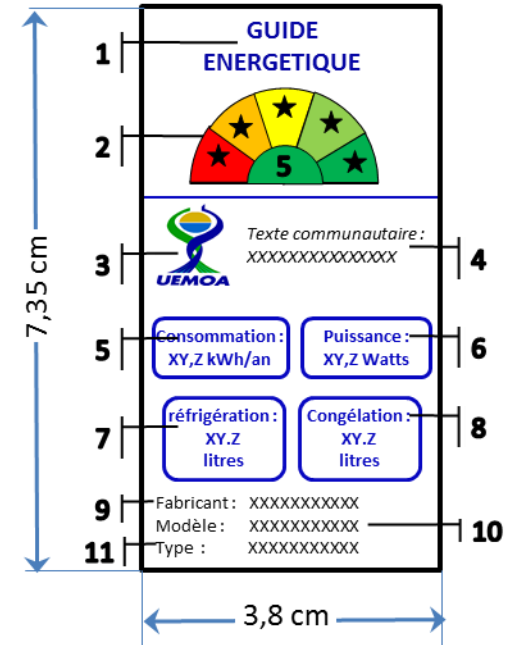 GUIDE
ENERGETIQUE
1
2
5
Texte communautaire :
XXXXXXXXXXXXXXX
3
UEMOA
4
7,35 cm
Consommation :
XY,Z kWh/an
Puissance :
XY,Z Watts
5
6
réfrigération :
XY.Z
litres
Congélation :
XY.Z
litres
7
8
9
Fabricant : XXXXXXXXXXX
Modèle : XXXXXXXXXXX
10
11
Type : XXXXXXXXXXX
3,8 cm